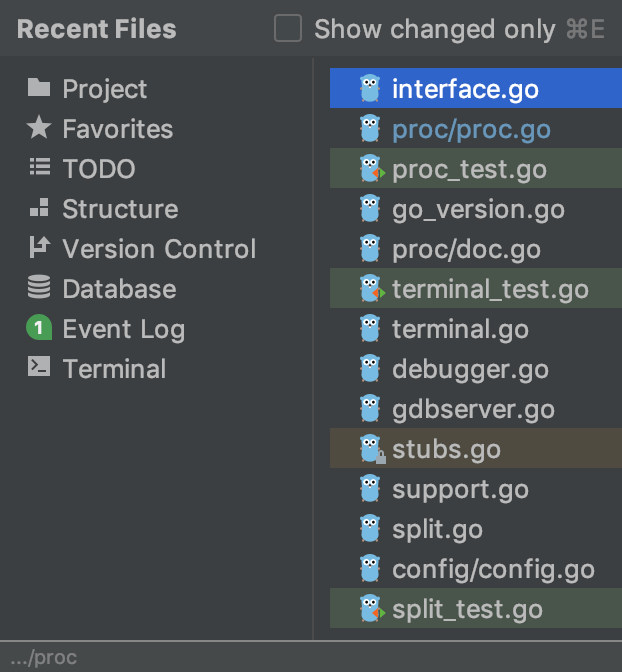 Recent Files
Show changed only ⌘E
Project
Favorites
TODO
Structure
Version Control
Database
1 Event Log
Terminal
interface.go
proc/proc.go
proc_test.go
go_version.go
proc/doc.go
terminal_test.go
terminal.go
debugger.go
gdbserver.go
stubs.go
support.go
split.go
config/config.go
split_test.go
.../proc